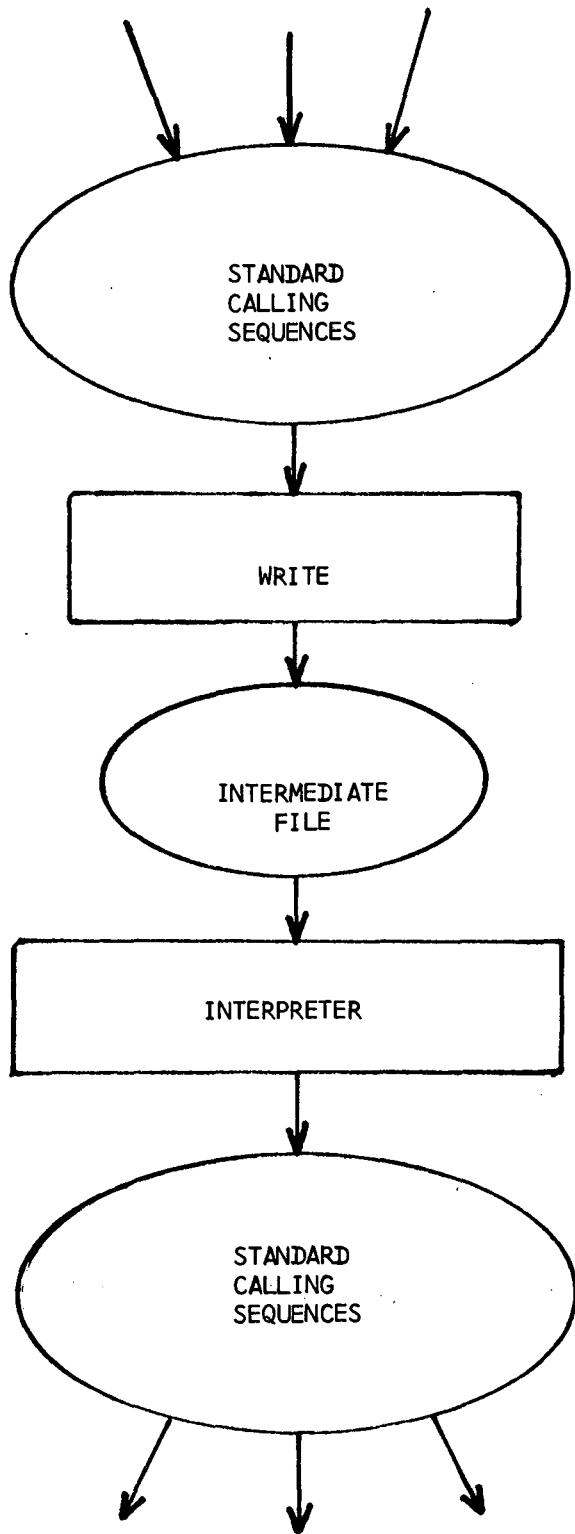 STANDARD
CALLING
SEQUENCES
WRITE
INTERMEDIATE
FILE
INTERPRETER
STANDARD
CALLING
SEQUENCES